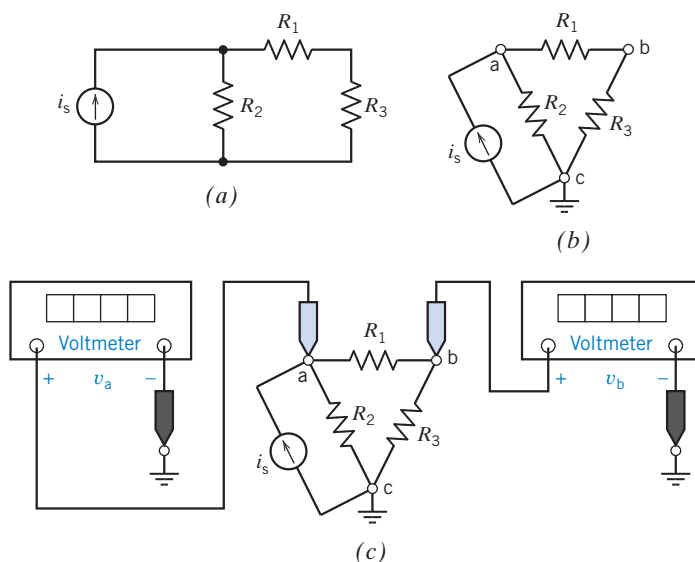 R1
is
R2
R3
(a)
R1
a
b
R2
R3
is
c
(b)
Voltmeter
+ va −
R1
a
b
R2
R3
is
c
Voltmeter
+ vb −
(c)